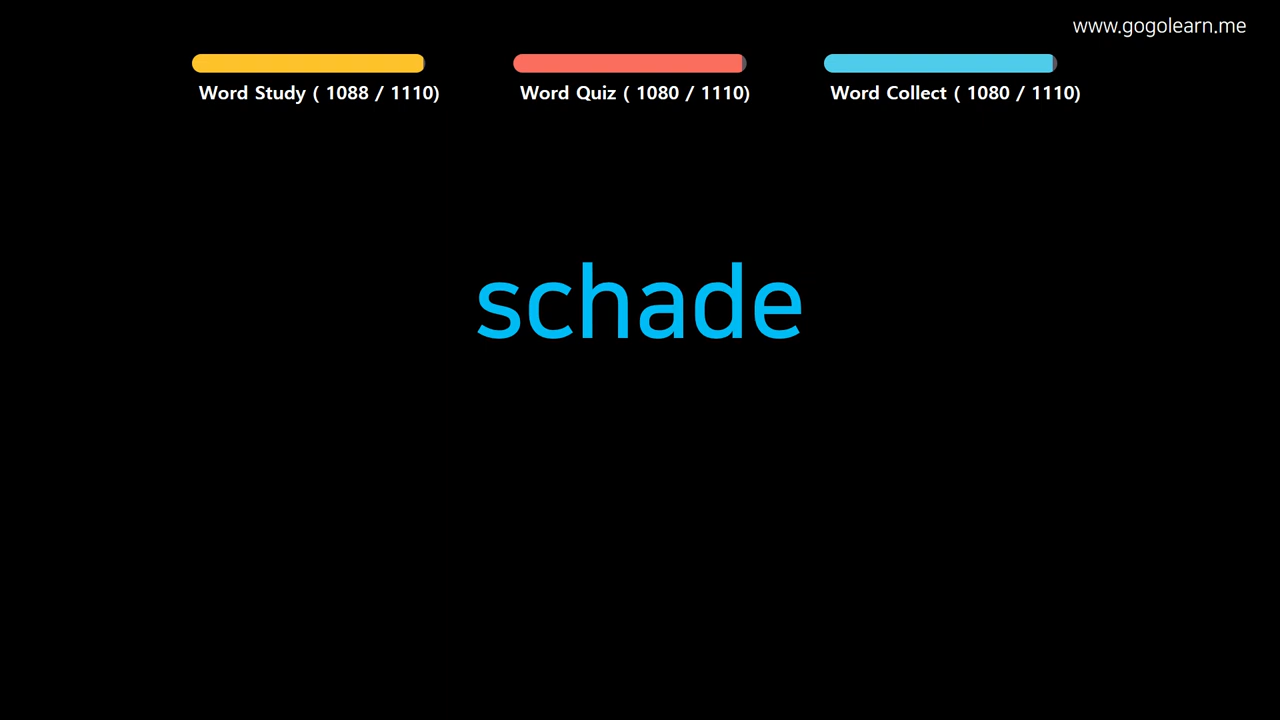 www.gogolearn.me
Word Study ( 1088 / 1110)
Word Quiz ( 1080 / 1110)
Word Collect ( 1080 / 1110)
schade